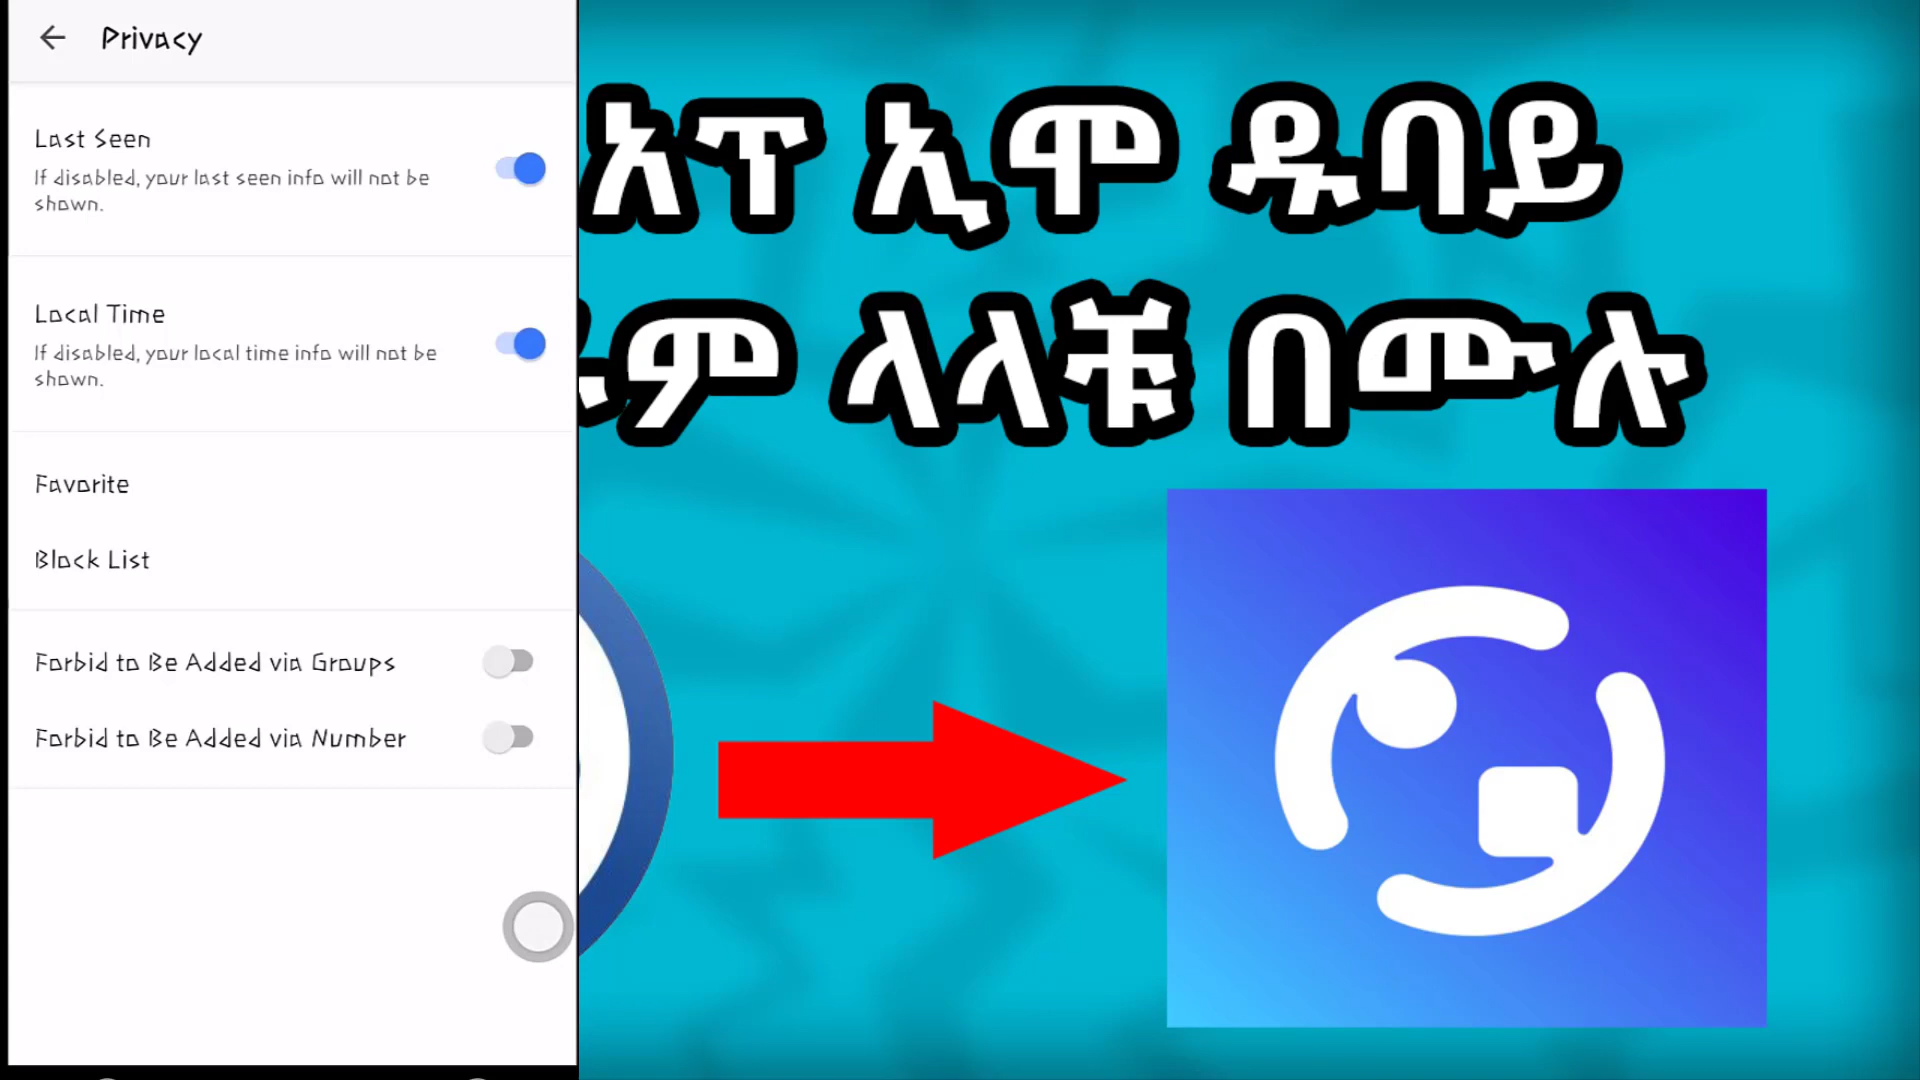 Privacy
Last Seen
If disabled, your last seen info will not be
shown.
Local Time
If disabled, your local time info will not be
shown.
Favorite
Block List
Forbid to Be Added via Groups
Forbid to Be Added via Number
አፕ ኢሞ ዱባይ
ላላቹ በሙሉ